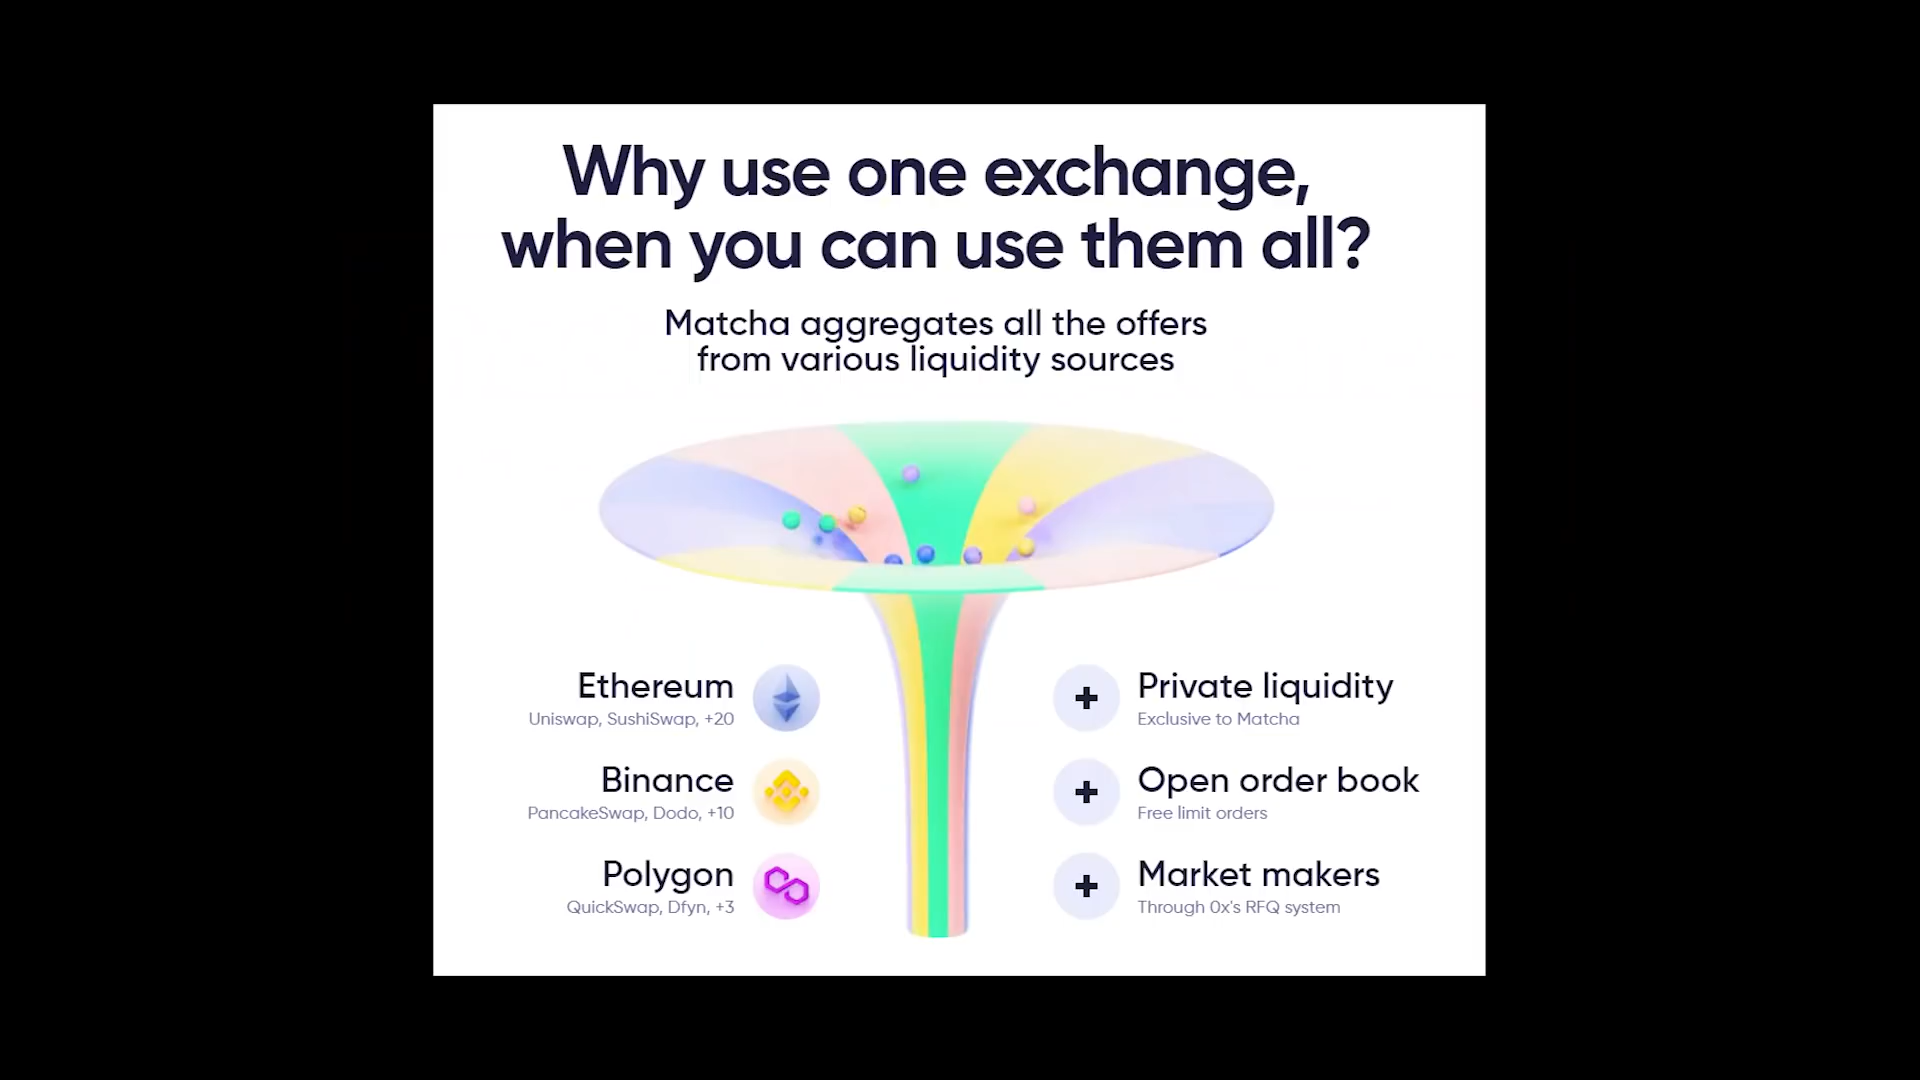 Why use one exchange,
when you can use them all?
Matcha aggregates all the offers
from various liquidity sources
Ethereum
Uniswap, SushiSwap, +20
Binance
PancakeSwap, Dodo, +10
Polygon
QuickSwap, Dfyn, +3
+ Private liquidity
Exclusive to Matcha
+ Open order book
Free limit orders
+ Market makers
Through 0x's RFQ system